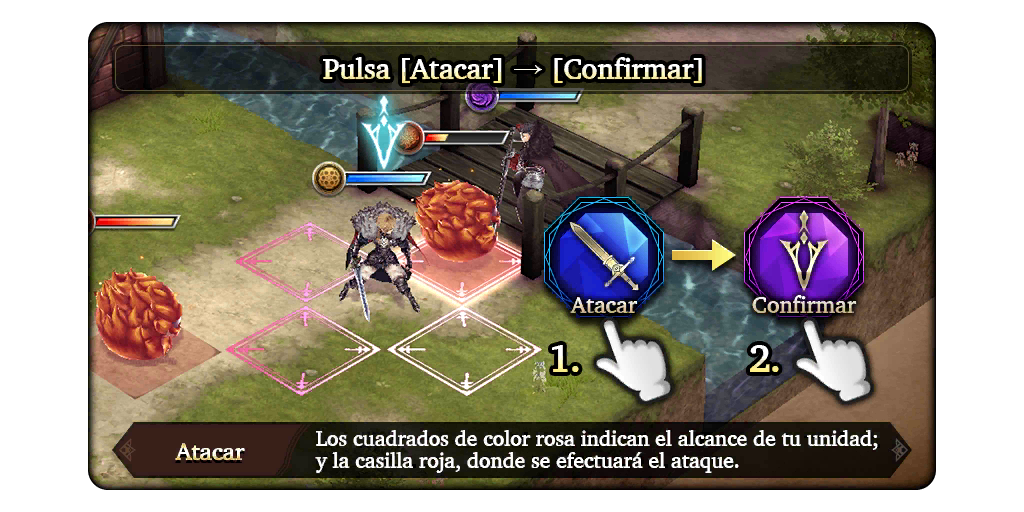 Pulsa [Atacar] → [Confirmar]
Atacar
Confirmar
1.
2.
Atacar
Los cuadrados de color rosa indican el alcance de tu unidad;
y la casilla roja, donde se efectuará el ataque.